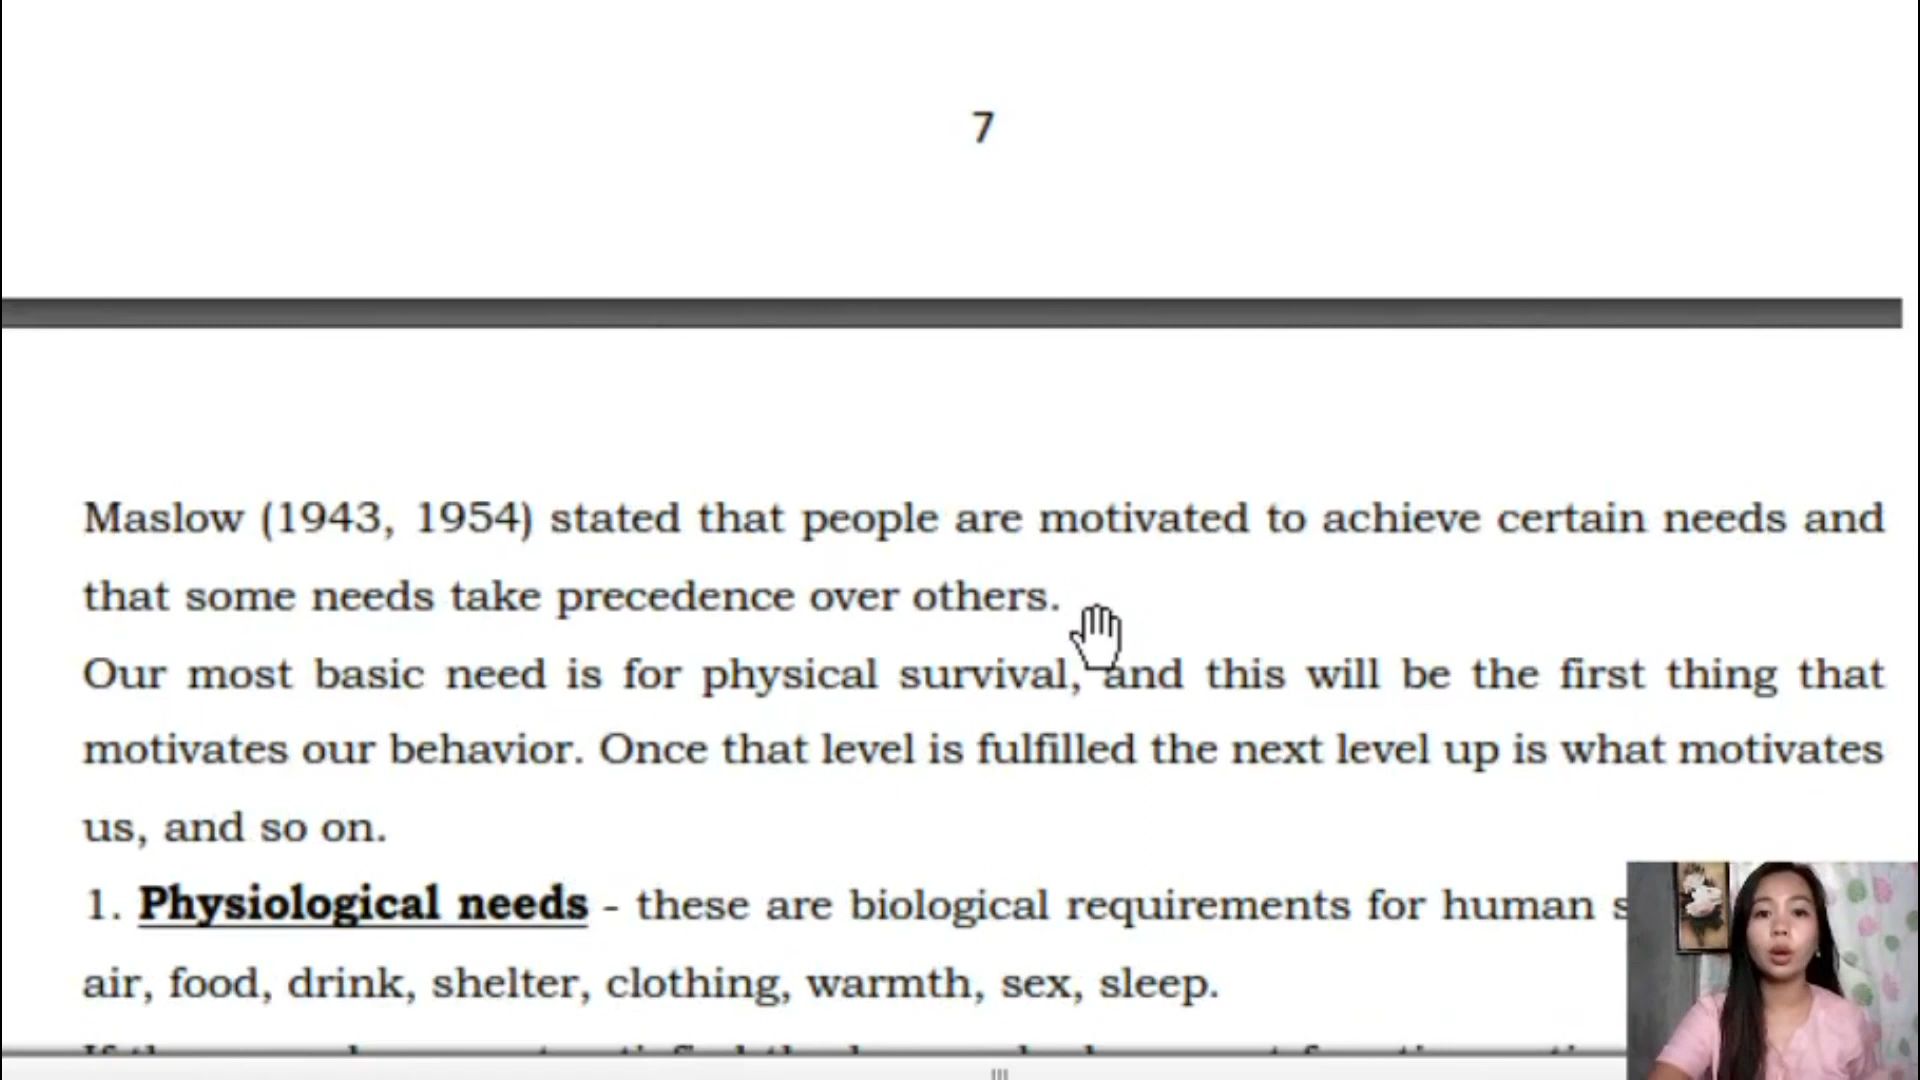 7
Maslow (1943, 1954) stated that people are motivated to achieve certain needs and
that some needs take precedence over others.
Our most basic need is for physical survival, and this will be the first thing that
motivates our behavior. Once that level is fulfilled the next level up is what motivates
us, and so on.
1. Physiological needs - these are biological requirements for human
air, food, drink, shelter, clothing, warmth, sex, sleep.